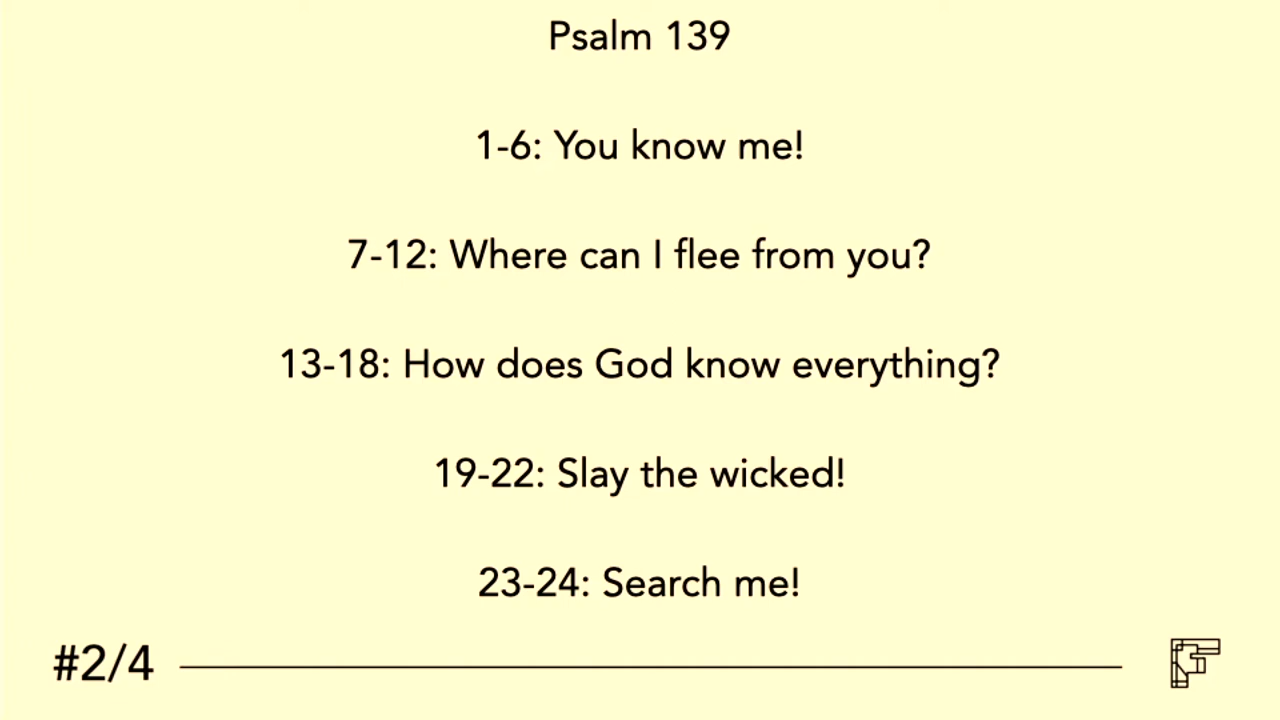 Psalm 139
1-6: You know me!
7-12: Where can I flee from you?
13-18: How does God know everything?
19-22: Slay the wicked!
23-24: Search me!
#2/4